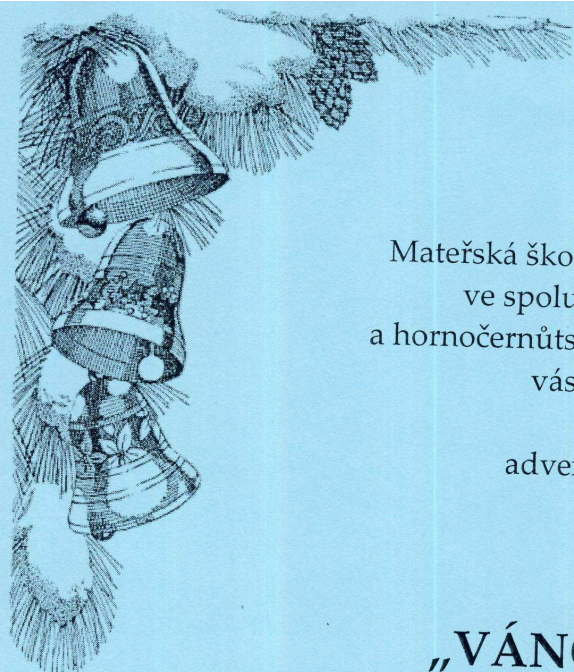 Mateřská ško
ve spolu
a hornočernůts
vás
adve
„VÁN